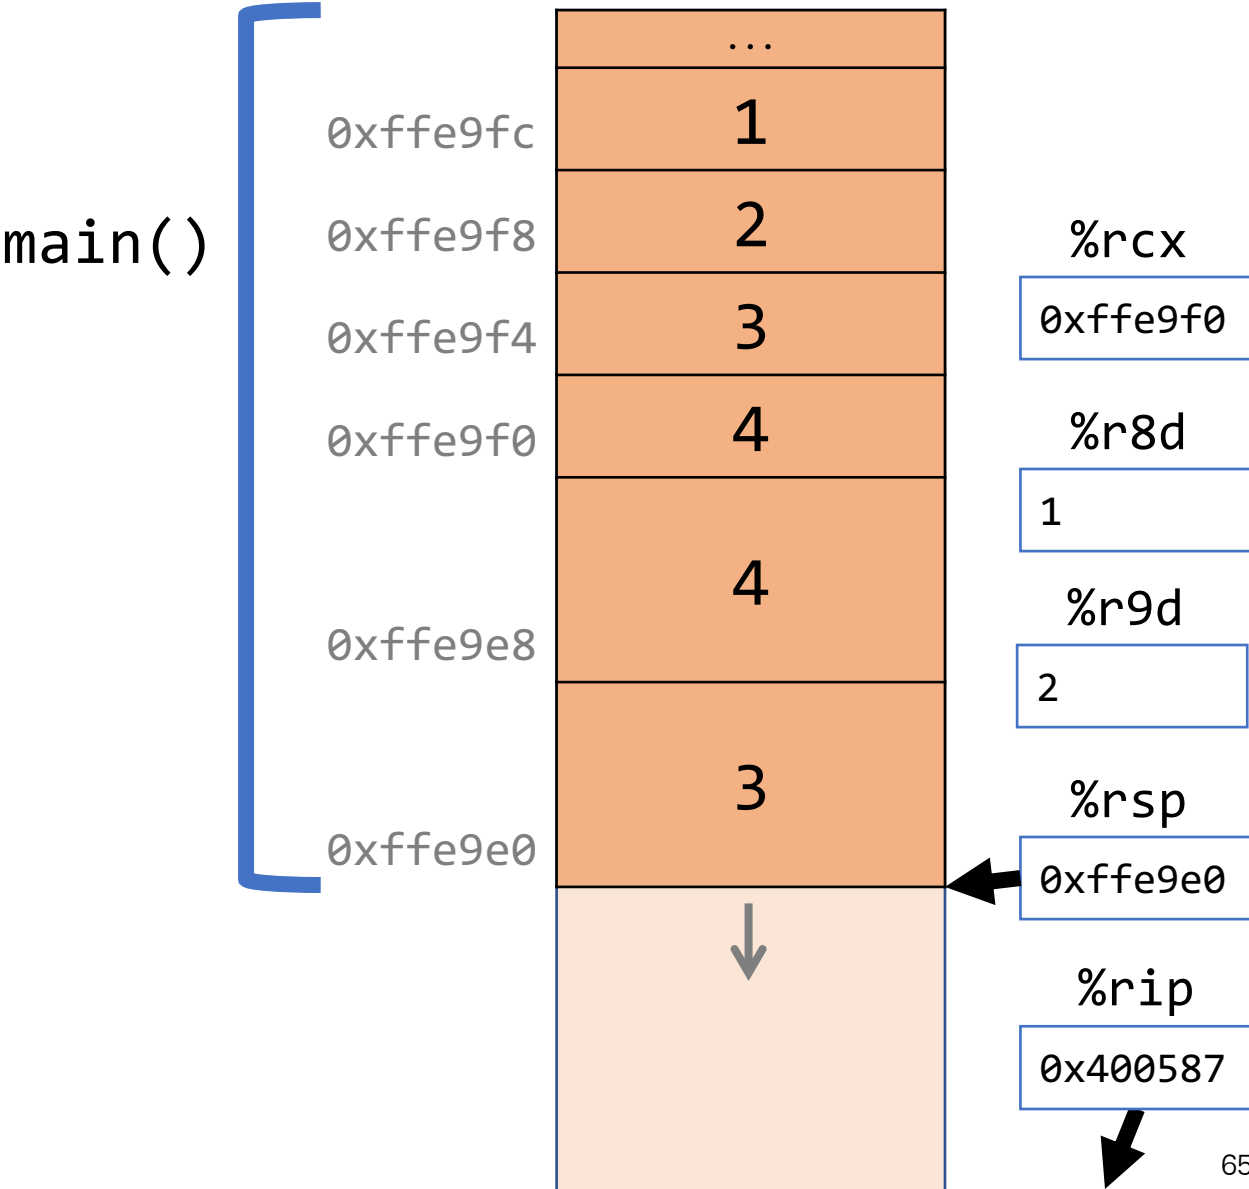 ...
0xffe9fc
1
main()
0xffe9f8
2
%rcx
0xffe9f0
0xffe9f4
3
0xffe9f0
4
%r8d
1
0xffe9e8
4
%r9d
2
0xffe9e0
3
%rsp
0xffe9e0
%rip
0x400587
65